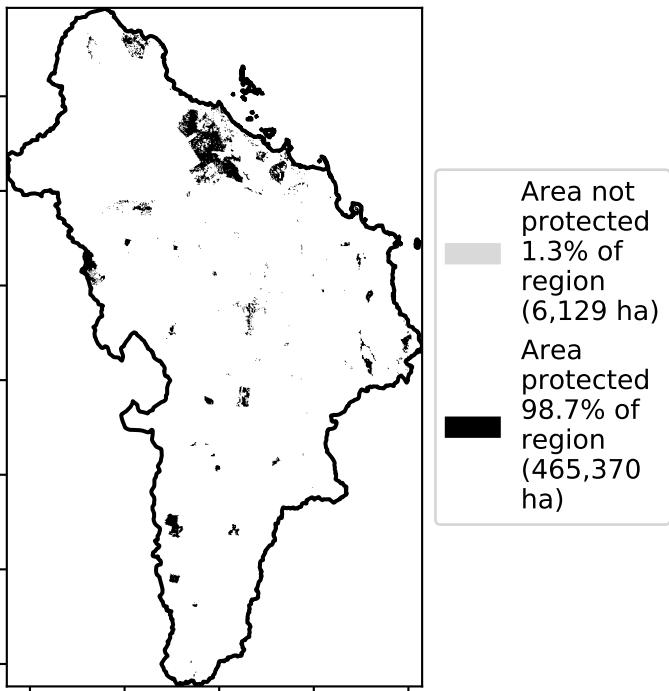 Area not
protected
1.3% of
region
(6,129 ha)
Area
protected
98.7% of
region
(465,370
ha)